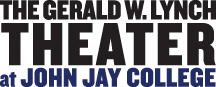 THE GERALD W. LYNCH
THEATER
at JOHN JAY COLLEGE